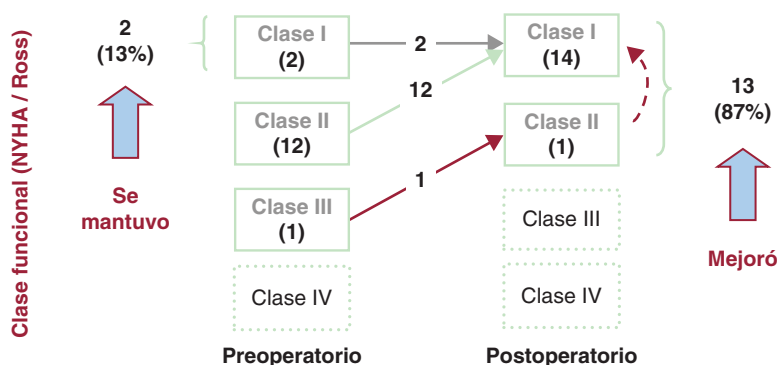 Clase funcional (NYHA / Ross)
2
(13%)
Se
mantuvo
Clase I
(2)
Clase II
(12)
Clase III
(1)
Clase IV
Preoperatorio
2
12
1
Clase I
(14)
Clase II
(1)
Clase III
Clase IV
Postoperatorio
13
(87%)
Mejoró